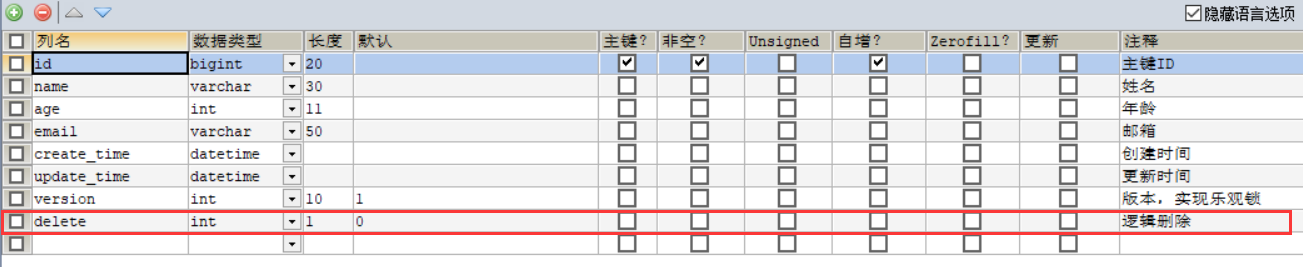 隐藏语言选项
列名 数据类型 长度 默认 主键? 非空? Unsigned 自增? Zerofill? 更新 注释
id bigint 20 主键ID
name varchar 30 姓名
age int 11 年龄
email varchar 50 邮箱
create_time datetime 创建时间
update_time datetime 更新时间
version int 10 1 版本，实现乐观锁
delete int 1 0 逻辑删除